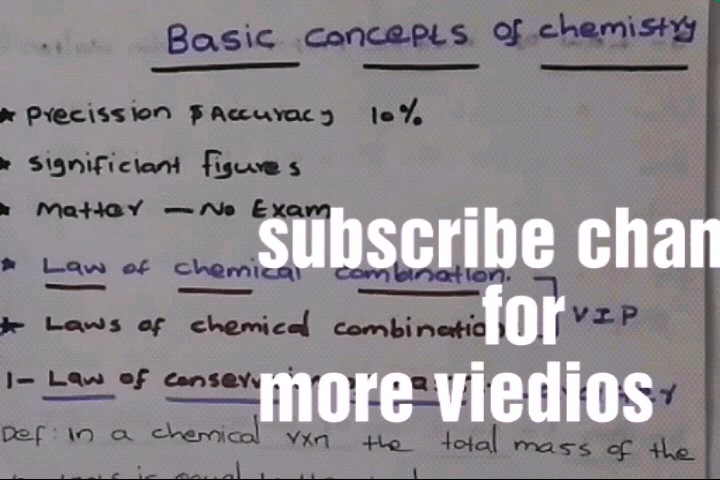 Basic concepts of chemistry
* Precission & Accuracy 10%
* Significiant figures
* Matter — No Exam
* Law of chemical combination.
* Laws of chemical combination VIP
1- Law of
Def: In a chemical rxn the total mass of the
subscribe chan
for
more viedios